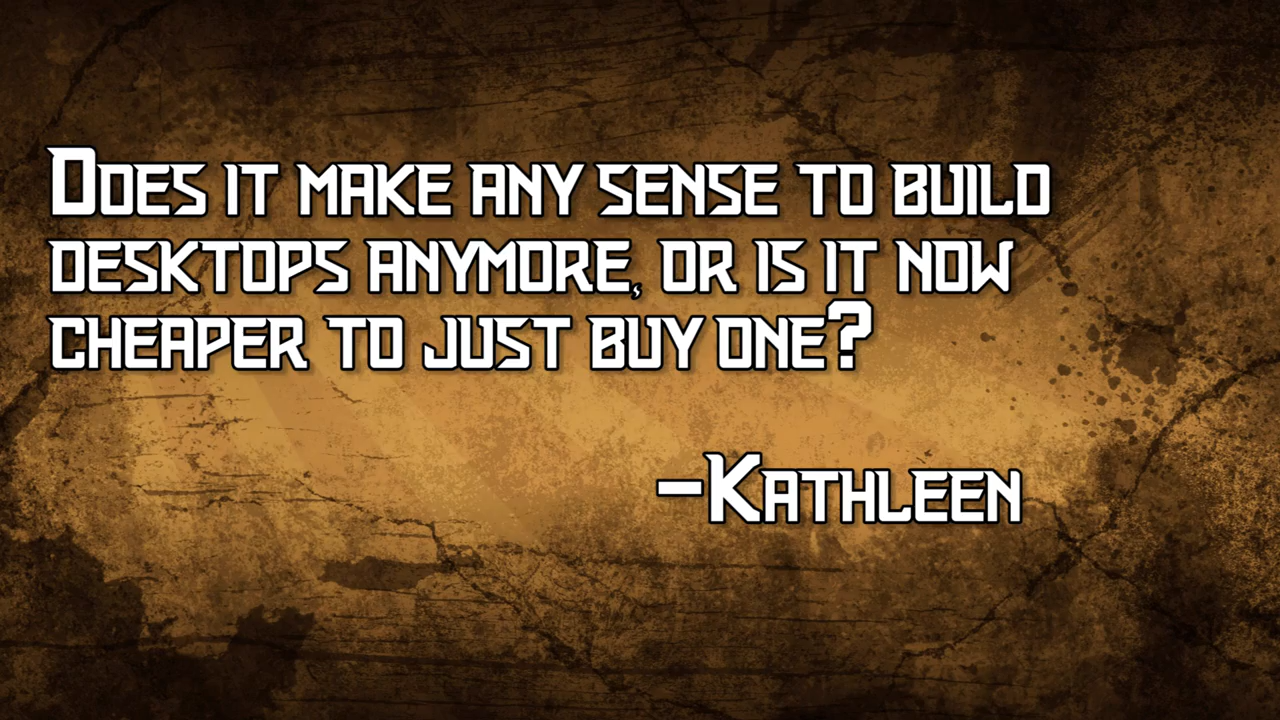 Does it make any sense to build
desktops anymore, or is it now
cheaper to just buy one?
-Kathleen